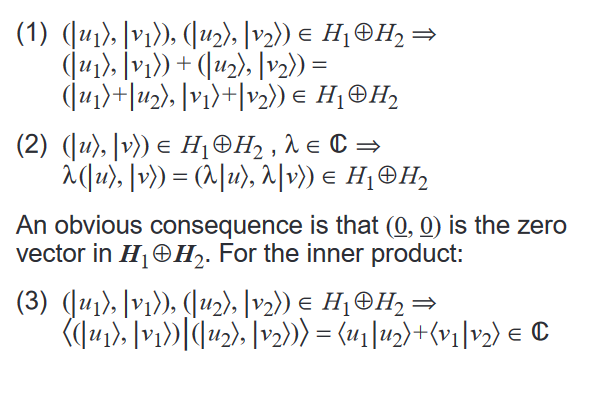 (1) (|u₁⟩, |v₁⟩), (|u₂⟩, |v₂⟩) ∈ H₁⊕H₂ ⇒
(|u₁⟩, |v₁⟩) + (|u₂⟩, |v₂⟩) =
(|u₁⟩+|u₂⟩, |v₁⟩+|v₂⟩) ∈ H₁⊕H₂
(2) (|u⟩, |v⟩) ∈ H₁⊕H₂ , λ ∈ ℂ ⇒
λ(|u⟩, |v⟩) = (λ|u⟩, λ|v⟩) ∈ H₁⊕H₂
An obvious consequence is that (0, 0) is the zero
vector in H₁⊕H₂. For the inner product:
(3) (|u₁⟩, |v₁⟩), (|u₂⟩, |v₂⟩) ∈ H₁⊕H₂ ⇒
⟨(|u₁⟩, |v₁⟩)|(|u₂⟩, |v₂⟩)⟩ = ⟨u₁|u₂⟩+⟨v₁|v₂⟩ ∈ ℂ